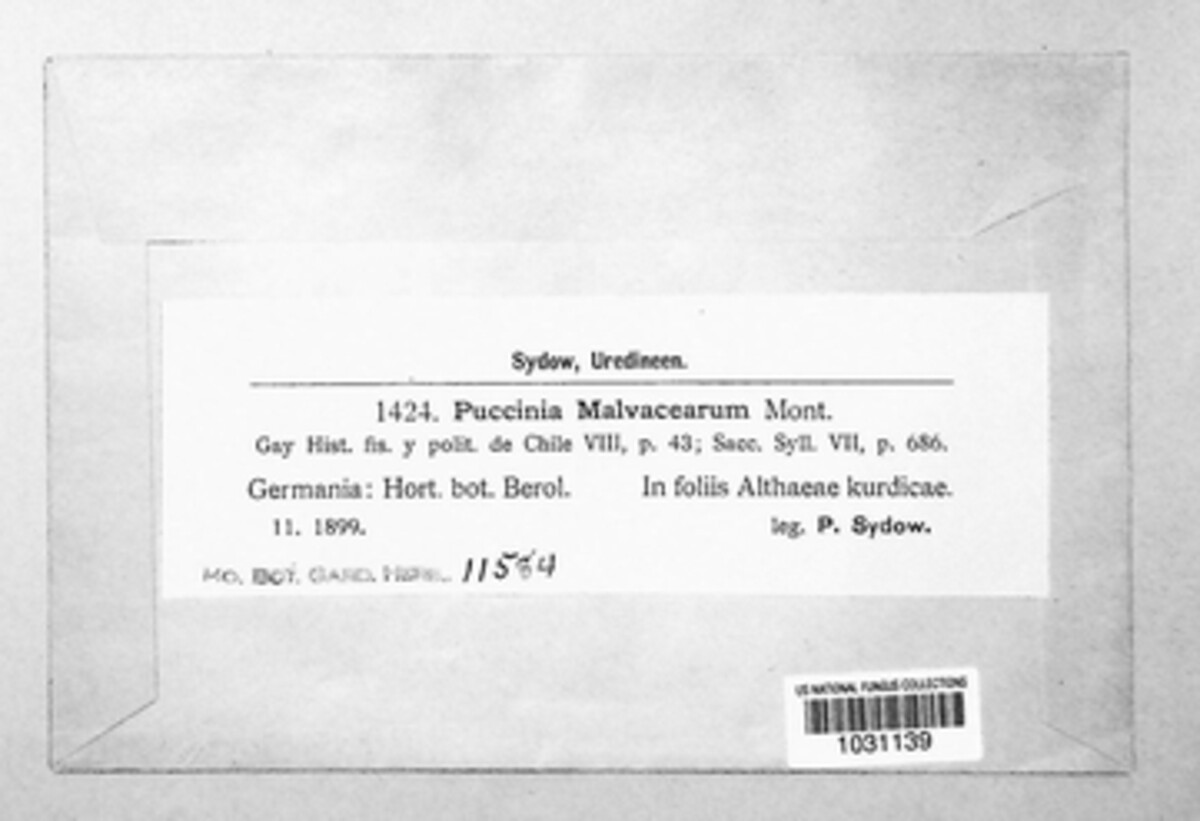 Sydow, Uredineen.
1424. Puccinia Malvacearum Mont.
Gay Hist. fis. y polit. de Chile VIII, p. 43; Sacc. Syll. VII, p. 686.
Germania: Hort. bot. Berol. In foliis Althaeae kurdicae.
11. 1899. leg. P. Sydow.
MO. BOT. GARD. HERB. 11584
US NATIONAL FUNGUS COLLECTIONS
1031139